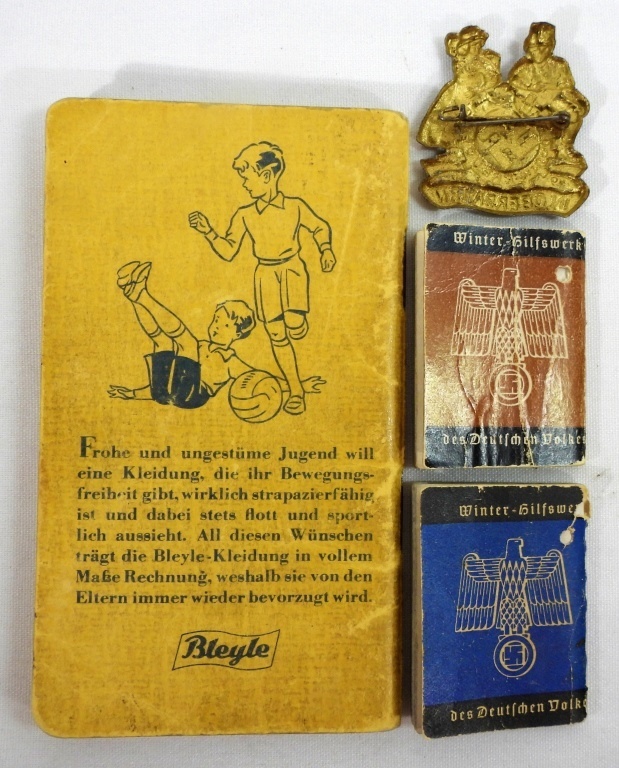 Frohe und ungestüme Jugend will
eine Kleidung, die ihr Bewegungs-
freiheit gibt, wirklich strapazierfähig
ist und dabei stets flott und sport-
lich aussieht. All diesen Wünschen
trägt die Bleyle-Kleidung in vollem
Maße Rechnung, weshalb sie von den
Eltern immer wieder bevorzugt wird.
Bleyle
Winter-Hilfswerk
des Deutschen Volkes
Winter-Hilfswer
des Deutschen Volke